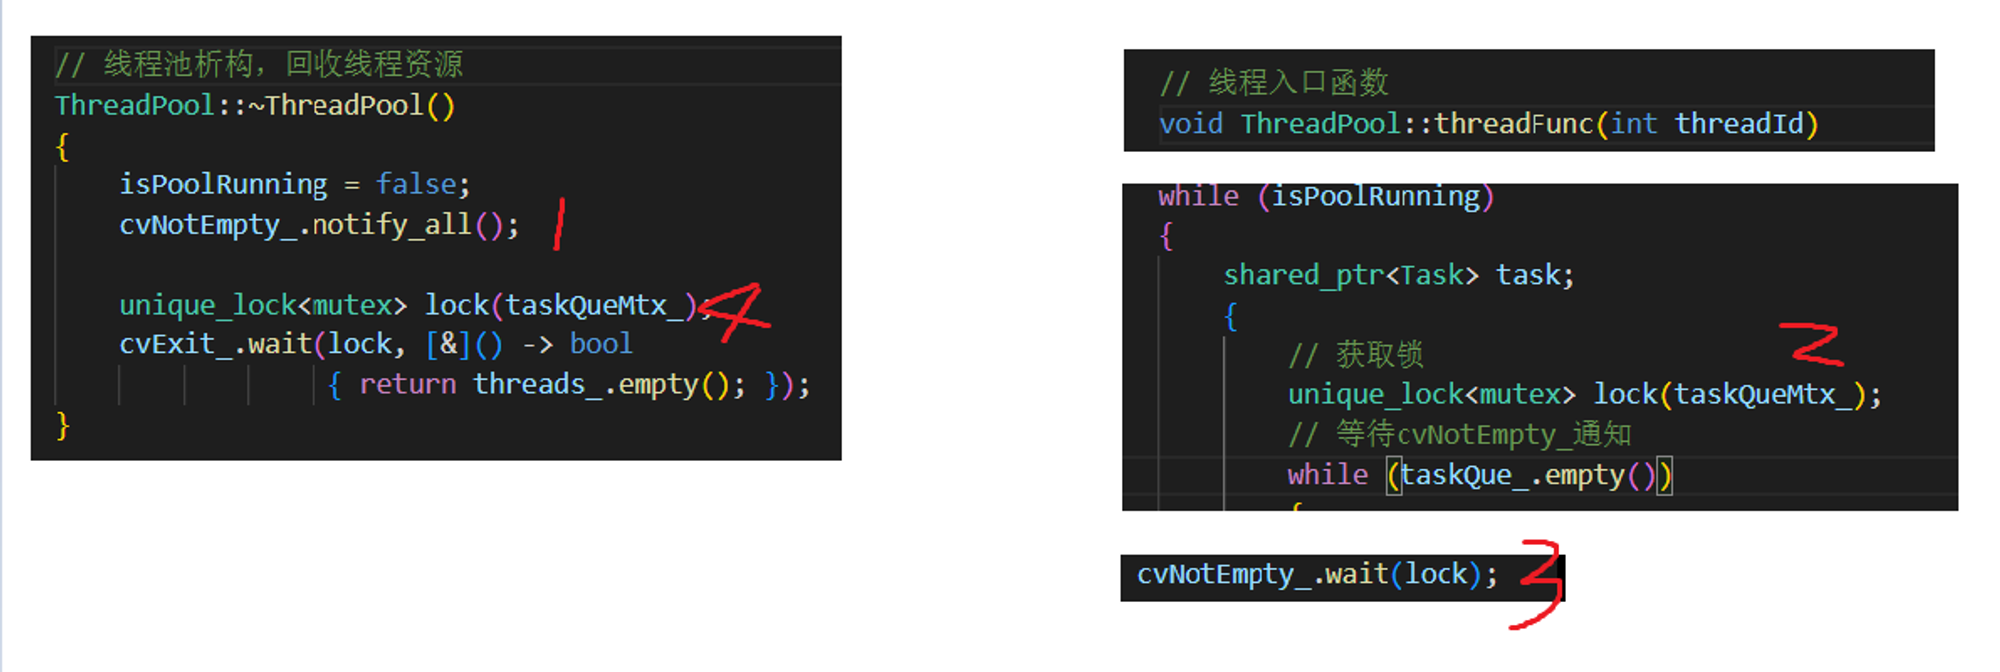 // 线程池析构，回收线程资源
ThreadPool::~ThreadPool()
{
isPoolRunning = false;
cvNotEmpty_.notify_all();
1
unique_lock<mutex> lock(taskQueMtx_);
4
cvExit_.wait(lock, [&]() -> bool
{ return threads_.empty(); });
}
// 线程入口函数
void ThreadPool::threadFunc(int threadId)
while (isPoolRunning)
{
shared_ptr<Task> task;
{
// 获取锁
2
unique_lock<mutex> lock(taskQueMtx_);
// 等待cvNotEmpty_通知
while (taskQue_.empty())
{
cvNotEmpty_.wait(lock);
3